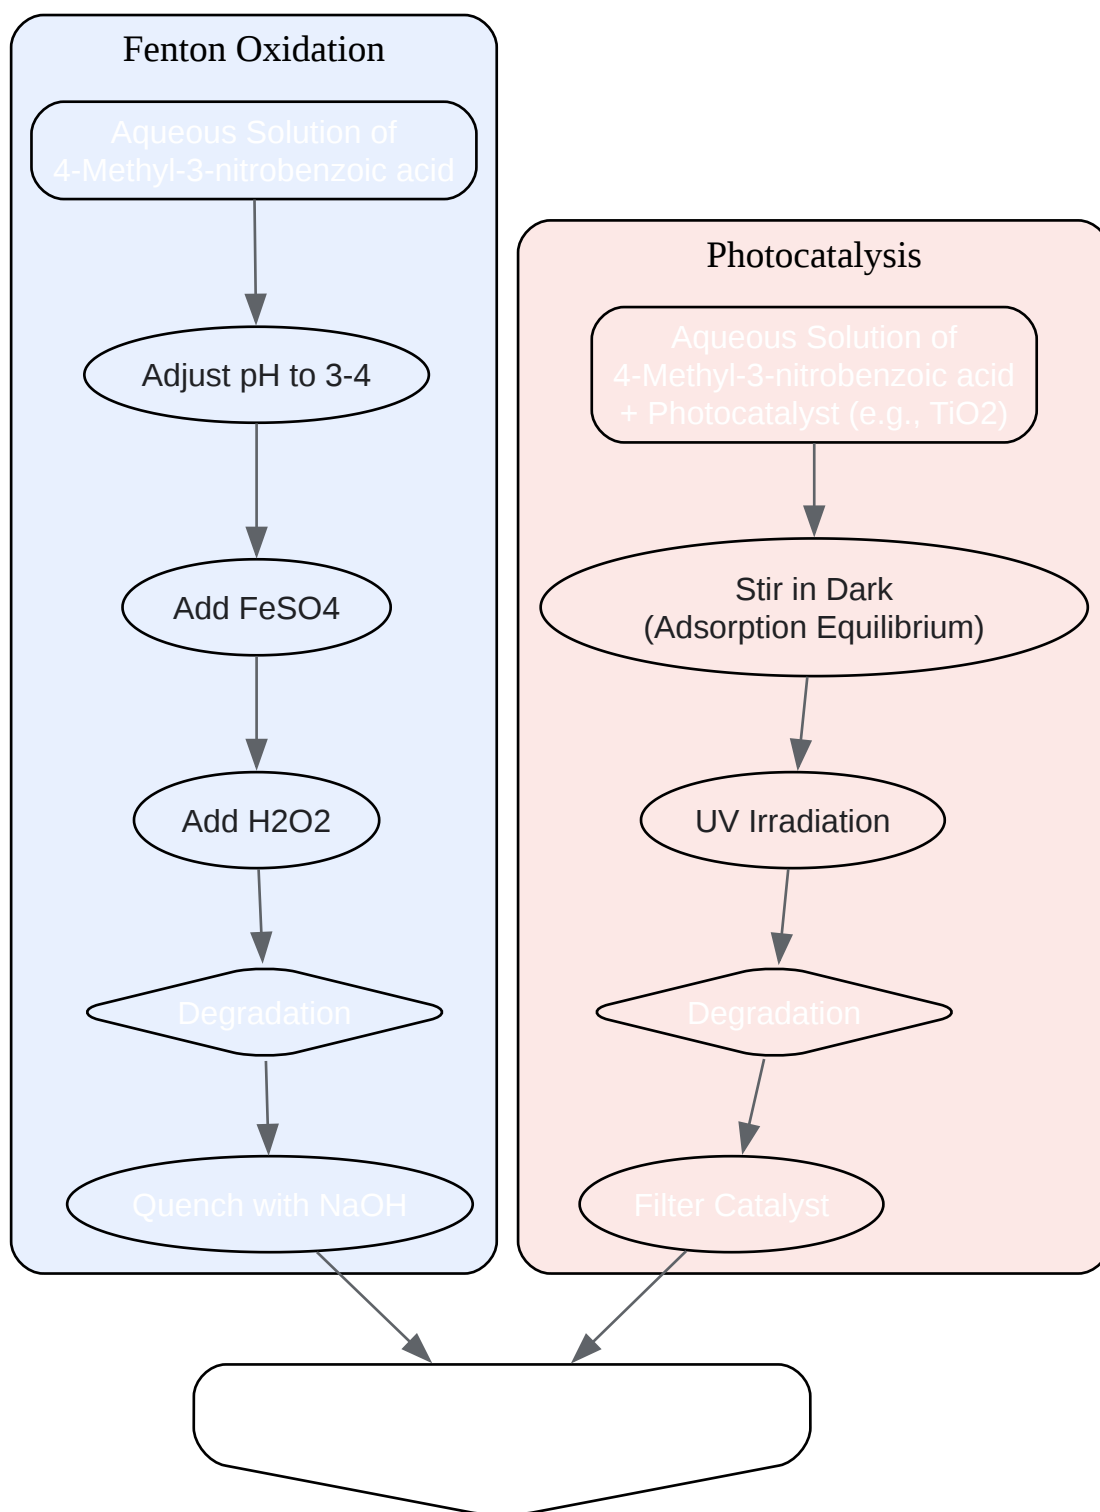 Fenton Oxidation
Aqueous Solution of
4-Methyl-3-nitrobenzoic acid
Adjust pH to 3-4
Add FeSO4
Add H2O2
Degradation
Quench with NaOH
Photocatalysis
Aqueous Solution of
4-Methyl-3-nitrobenzoic acid
+ Photocatalyst (e.g., TiO2)
Stir in Dark
(Adsorption Equilibrium)
UV Irradiation
Degradation
Filter Catalyst